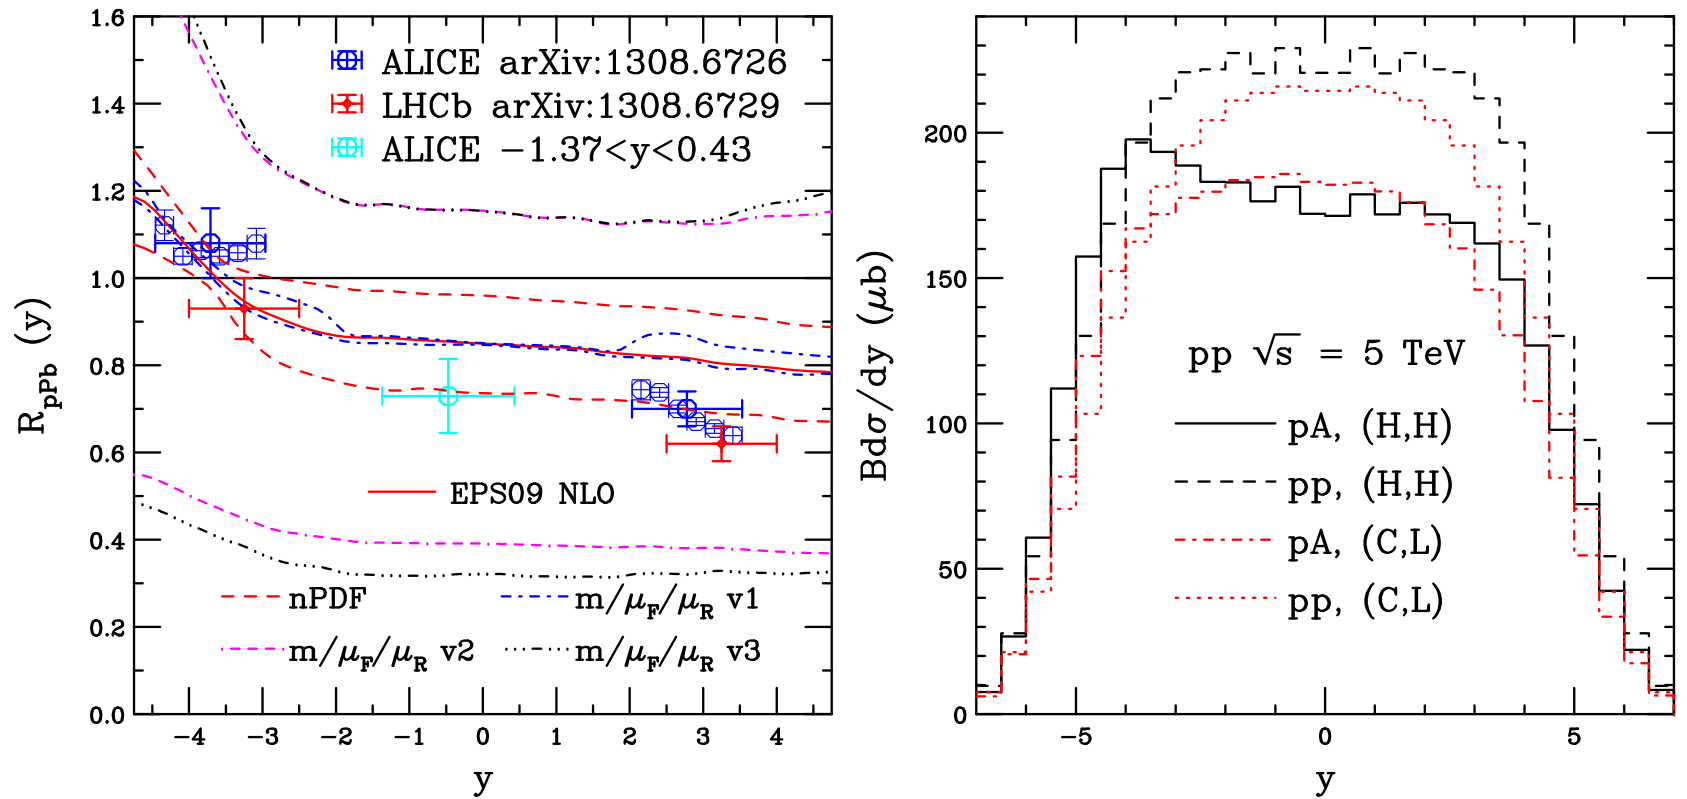 1.6
1.4
1.2
1.0
0.8
0.6
0.4
0.2
0.0
R_pPb (y)
ALICE arXiv:1308.6726
LHCb arXiv:1308.6729
ALICE −1.37<y<0.43
EPS09 NLO
nPDF
m/μ_F/μ_R v1
m/μ_F/μ_R v2
m/μ_F/μ_R v3
−4 −3 −2 −1 0 1 2 3 4
y
200
150
100
50
0
Bdσ/dy (μb)
pp √s = 5 TeV
pA, (H,H)
pp, (H,H)
pA, (C,L)
pp, (C,L)
−5 0 5
y